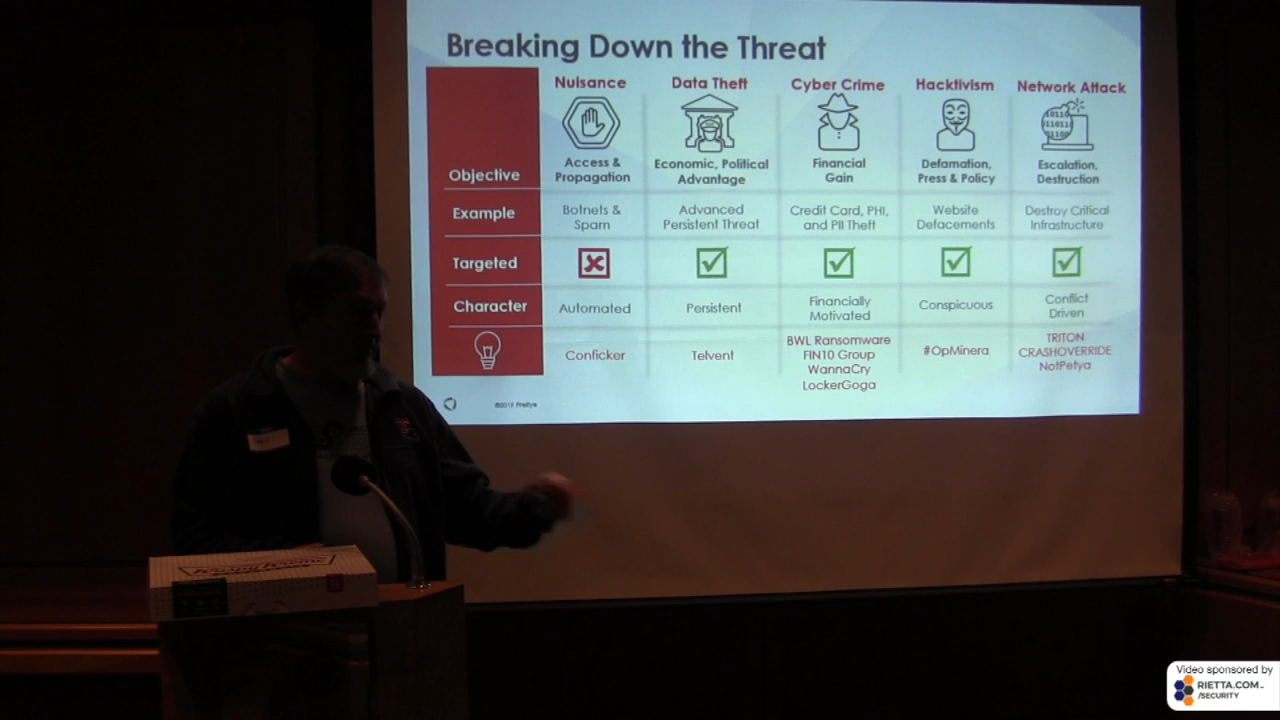 Breaking Down the Threat
Nuisance
Data Theft
Cyber Crime
Hacktivism
Network Attack
Objective
Access &
Propagation
Economic, Political
Advantage
Financial
Gain
Defamation,
Press & Policy
Escalation,
Destruction
Example
Botnets &
Spam
Advanced
Persistent Threat
Credit Card, PHI,
and PII Theft
Website
Defacements
Destroy Critical
Infrastructure
Targeted
Character
Automated
Persistent
Financially
Motivated
Conspicuous
Conflict
Driven
Conficker
Telvent
BWL Ransomware
FIN10 Group
WannaCry
LockerGoga
#OpMinera
TRITON
CRASHOVERRIDE
NotPetya
Krispy Kreme
Video sponsored by
RIETTA.COM
/SECURITY